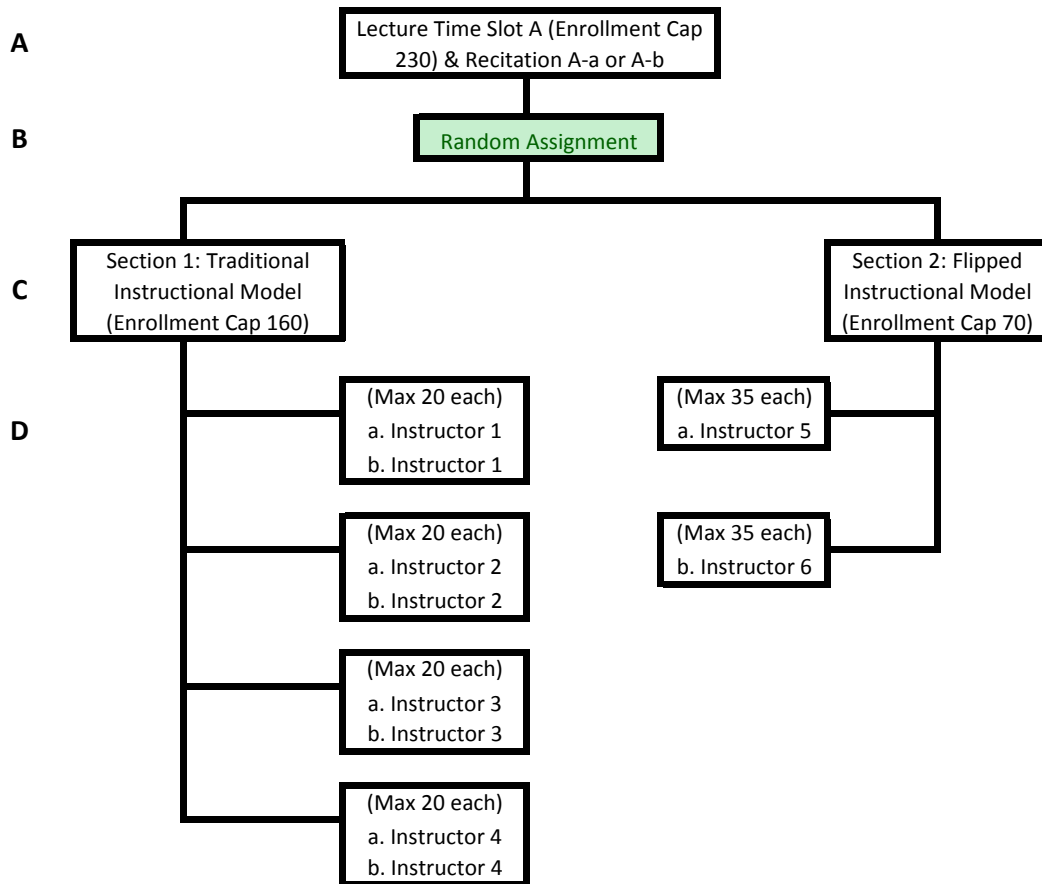 A
Lecture Time Slot A (Enrollment Cap
230) & Recitation A-a or A-b
B
Random Assignment
C
Section 1: Traditional
Instructional Model
(Enrollment Cap 160)
Section 2: Flipped
Instructional Model
(Enrollment Cap 70)
D
(Max 20 each)
a. Instructor 1
b. Instructor 1
(Max 35 each)
a. Instructor 5
(Max 20 each)
a. Instructor 2
b. Instructor 2
(Max 35 each)
b. Instructor 6
(Max 20 each)
a. Instructor 3
b. Instructor 3
(Max 20 each)
a. Instructor 4
b. Instructor 4